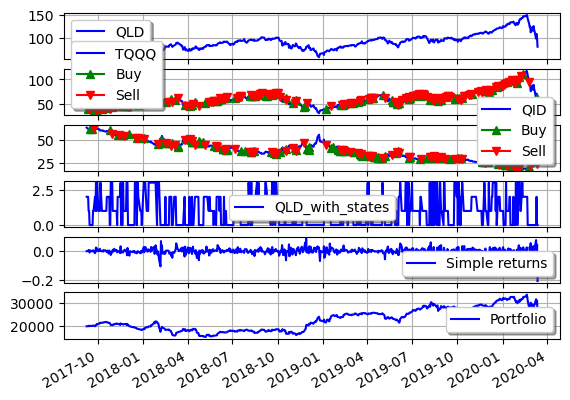 150
100
QLD
TQQQ
Buy
Sell
100
50
QID
Buy
Sell
50
25
2.5
0.0
QLD_with_states
0.0
−0.2
Simple returns
30000
20000
Portfolio
2017-10
2018-01
2018-04
2018-07
2018-10
2019-01
2019-04
2019-07
2019-10
2020-01
2020-04